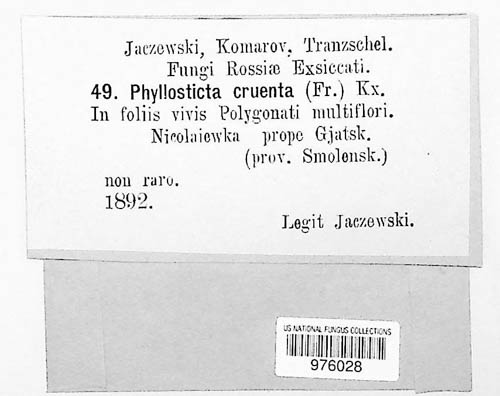 Jaczewski, Komarov, Tranzschel.
Fungi Rossiæ Exsiccati.
49. Phyllosticta cruenta (Fr.) Kx.
In foliis vivis Polygonati multiflori.
Nicolaiewka prope Gjatsk.
(prov. Smolensk.)
non raro.
1892.
Legit Jaczewski.
US NATIONAL FUNGUS COLLECTIONS
976028